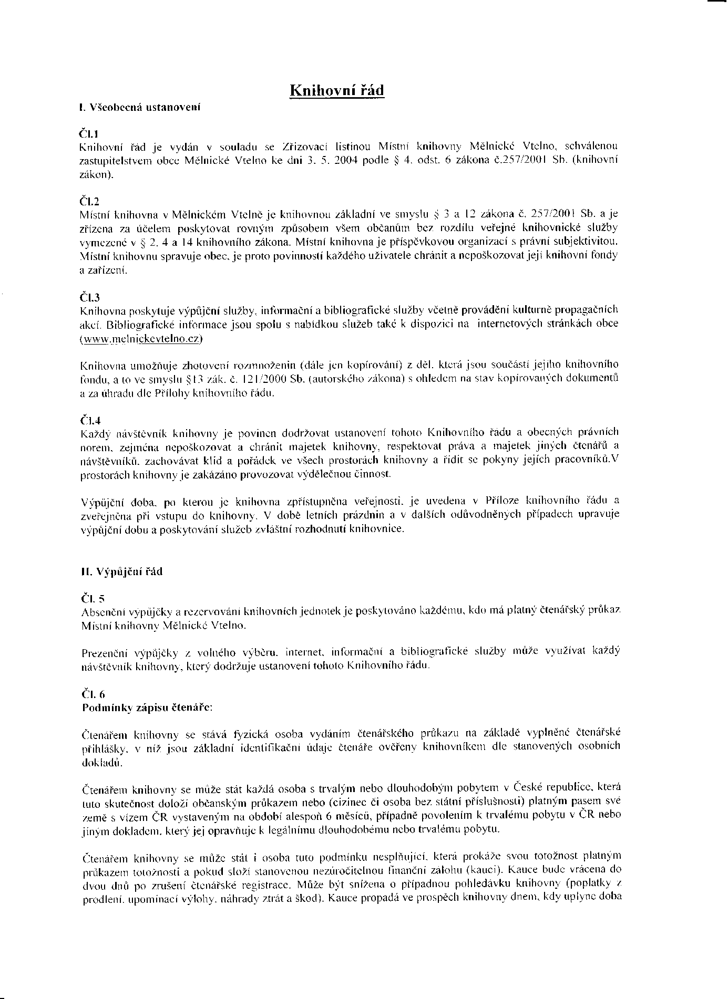 Knihovní řád
I. Všeobecná ustanovení
Čl.1
Knihovní řád je vydán v souladu se Zřizovací listinou Místní knihovny Mělnické Vtelno, schválenou
zastupitelstvem obce Mělnické Vtelno ke dni 3. 5. 2004 podle § 4. odst. 6 zákona č.257/2001 Sb. (knihovní
zákon).
Čl.2
Místní knihovna v Mělnickém Vtelně je knihovnou základní ve smyslu § 3 a 12 zákona č. 257/2001 Sb. a je
zřízena za účelem poskytovat rovným způsobem všem občanům bez rozdílu veřejné knihovnické služby
vymezené v § 2, 4 a 14 knihovního zákona. Místní knihovna je příspěvkovou organizací s právní subjektivitou.
Místní knihovnu spravuje obec, je proto povinností každého uživatele chránit a nepoškozovat její knihovní fondy
a zařízení.
Čl.3
Knihovna poskytuje výpůjční služby, informační a bibliografické služby včetně provádění kulturně propagačních
akcí. Bibliografické informace jsou spolu s nabídkou služeb také k dispozici na internetových stránkách obce
(www.melnickevtelno.cz)
Knihovna umožňuje zhotovení rozmnoženin (dále jen kopírování) z děl, která jsou součástí jejího knihovního
fondu, a to ve smyslu §13 zák. č. 121/2000 Sb. (autorského zákona) s ohledem na stav kopírovaných dokumentů
a za úhradu dle Přílohy knihovního řádu.
Čl.4
Každý návštěvník knihovny je povinen dodržovat ustanovení tohoto Knihovního řádu a obecných právních
norem, zejména nepoškozovat a chránit majetek knihovny, respektovat práva a majetek jiných čtenářů a
návštěvníků, zachovávat klid a pořádek ve všech prostorách knihovny a řídit se pokyny jejích pracovníků.V
prostorách knihovny je zakázáno provozovat výdělečnou činnost.
Výpůjční doba, po kterou je knihovna zpřístupněna veřejnosti, je uvedena v Příloze knihovního řádu a
zveřejněna při vstupu do knihovny. V době letních prázdnin a v dalších odůvodněných případech upravuje
výpůjční dobu a poskytování služeb zvláštní rozhodnutí knihovnice.
II. Výpůjční řád
Čl. 5
Absenční výpůjčky a rezervování knihovních jednotek je poskytováno každému, kdo má platný čtenářský průkaz
Místní knihovny Mělnické Vtelno.
Prezenční výpůjčky z volného výběru, internet, informační a bibliografické služby může využívat každý
návštěvník knihovny, který dodržuje ustanovení tohoto Knihovního řádu.
Čl. 6
Podmínky zápisu čtenáře:
Čtenářem knihovny se stává fyzická osoba vydáním čtenářského průkazu na základě vyplněné čtenářské
přihlášky, v níž jsou základní identifikační údaje čtenáře ověřeny knihovníkem dle stanovených osobních
dokladů.
Čtenářem knihovny se může stát každá osoba s trvalým nebo dlouhodobým pobytem v České republice, která
tuto skutečnost doloží občanským průkazem nebo (cizinec či osoba bez státní příslušnosti) platným pasem své
země s vízem ČR vystaveným na období alespoň 6 měsíců, případně povolením k trvalému pobytu v ČR nebo
jiným dokladem, který jej opravňuje k legálnímu dlouhodobému nebo trvalému pobytu.
Čtenářem knihovny se může stát i osoba tuto podmínku nesplňující, která prokáže svou totožnost platným
průkazem totožnosti a pokud složí stanovenou nezúročitelnou finanční zálohu (kauci). Kauce bude vrácena do
dvou dnů po zrušení čtenářské registrace. Může být snížena o případnou pohledávku knihovny (poplatky z
prodlení, upomínací výlohy, náhrady ztrát a škod). Kauce propadá ve prospěch knihovny dnem, kdy uplyne doba